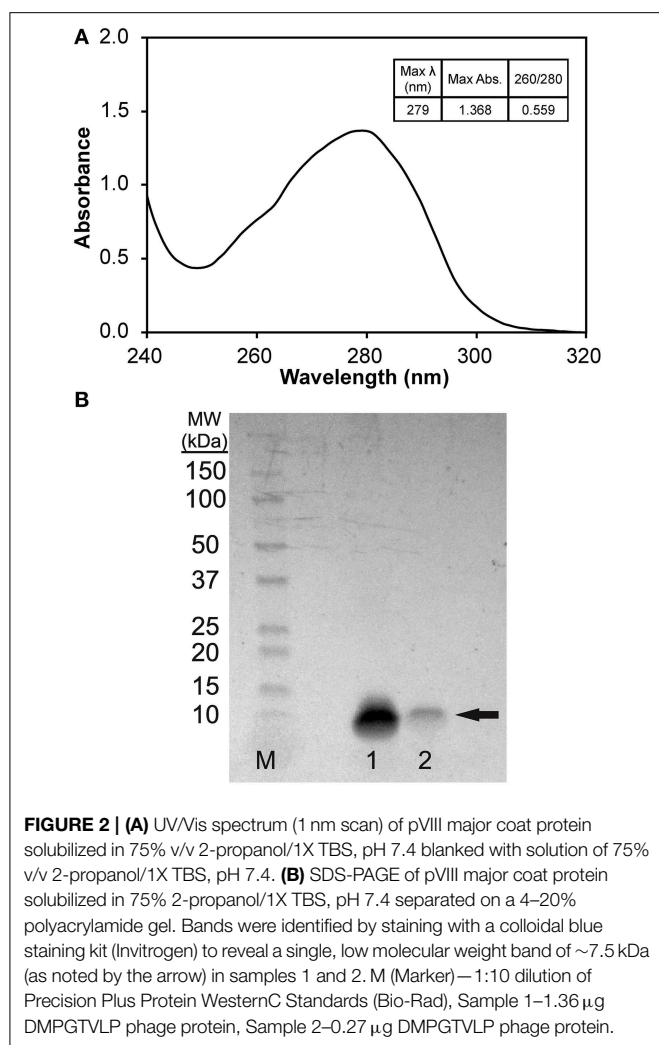 A
2.0
1.5
1.0
0.5
0.0
Absorbance
Max λ (nm) Max Abs. 260/280
279 1.368 0.559
240 260 280 300 320
Wavelength (nm)
B
MW
(kDa)
150
100
50
37
25
20
15
10
M 1 2
FIGURE 2 | (A) UV/Vis spectrum (1 nm scan) of pVIII major coat protein
solubilized in 75% v/v 2-propanol/1X TBS, pH 7.4 blanked with solution of 75%
v/v 2-propanol/1X TBS, pH 7.4. (B) SDS-PAGE of pVIII major coat protein
solubilized in 75% 2-propanol/1X TBS, pH 7.4 separated on a 4–20%
polyacrylamide gel. Bands were identified by staining with a colloidal blue
staining kit (Invitrogen) to reveal a single, low molecular weight band of ~7.5 kDa
(as noted by the arrow) in samples 1 and 2. M (Marker)—1:10 dilution of
Precision Plus Protein WesternC Standards (Bio-Rad), Sample 1–1.36 µg
DMPGTVLP phage protein, Sample 2–0.27 µg DMPGTVLP phage protein.